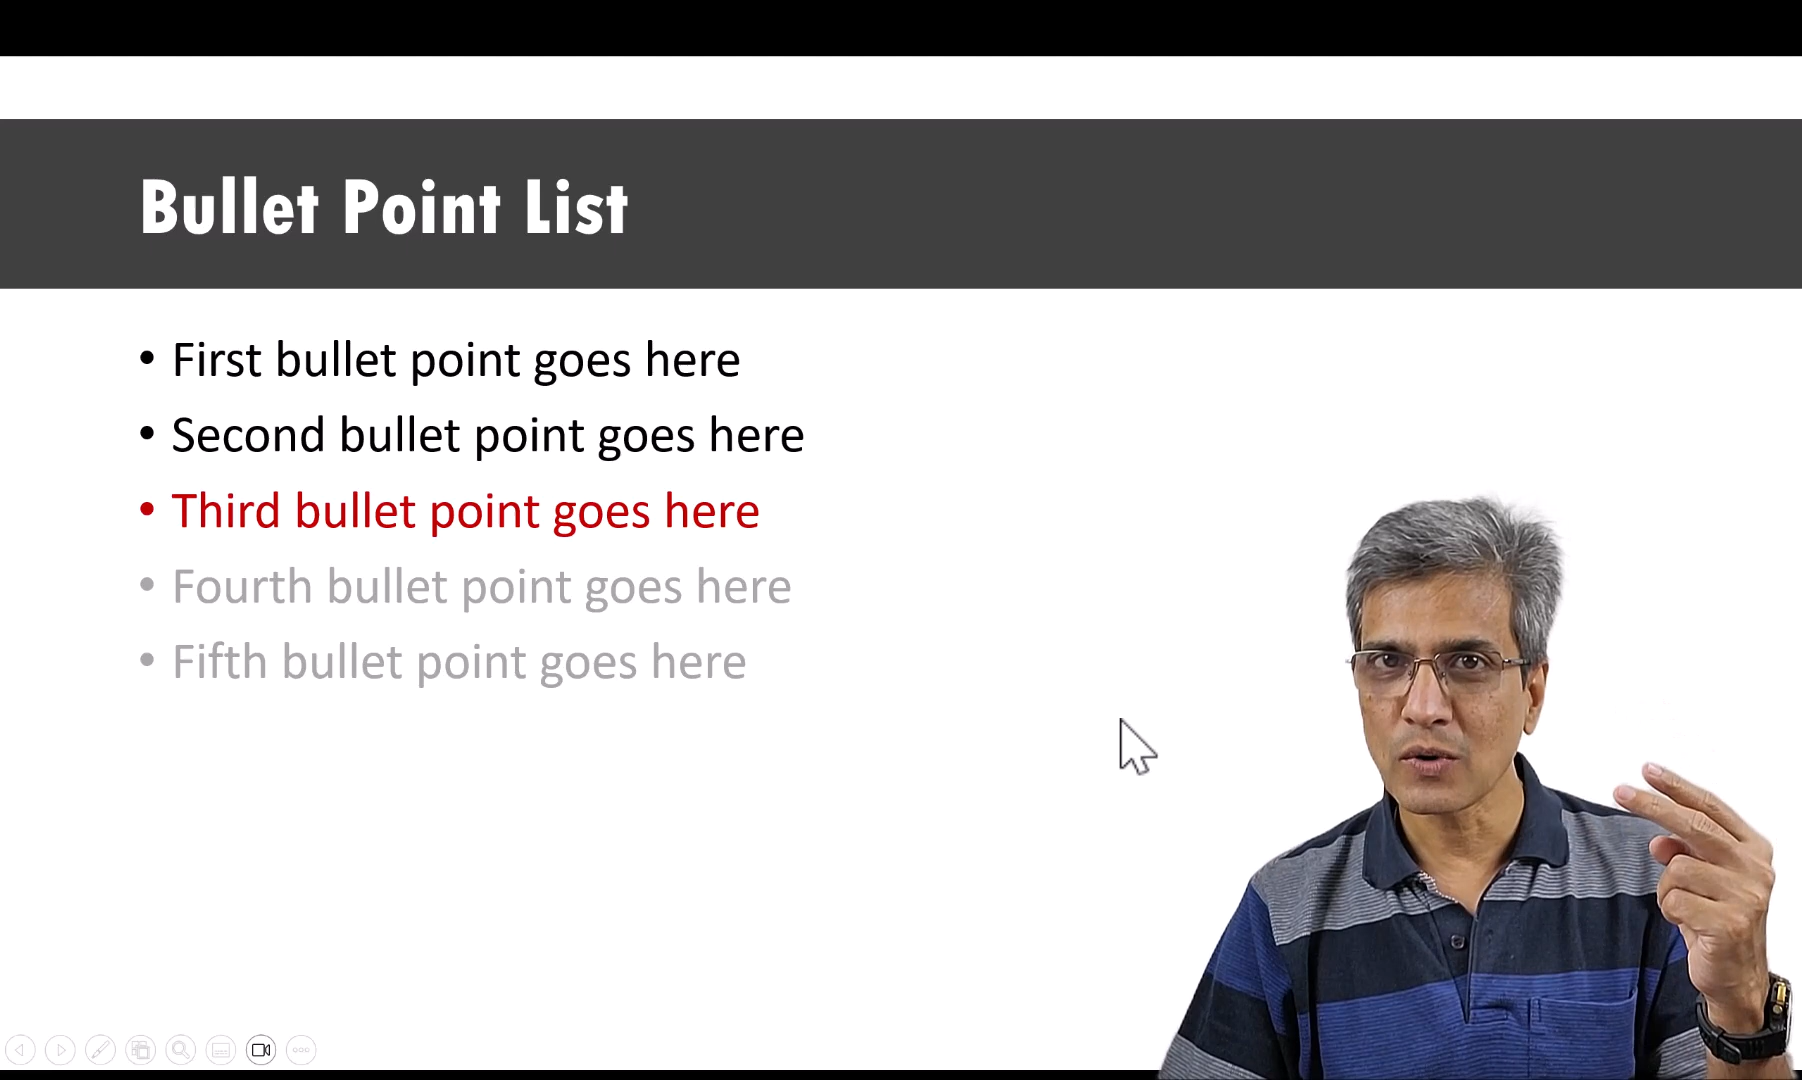 Bullet Point List
• First bullet point goes here
• Second bullet point goes here
• Third bullet point goes here
• Fourth bullet point goes here
• Fifth bullet point goes here